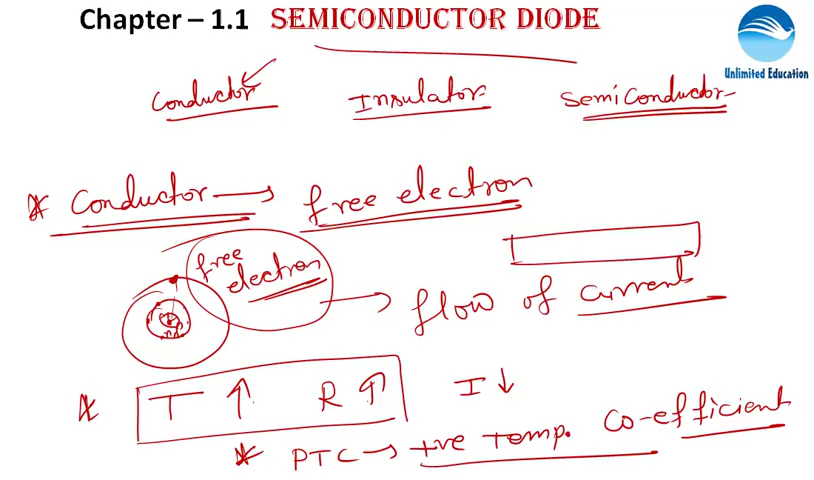 Chapter – 1.1 SEMICONDUCTOR DIODE
Unlimited Education
Conductor Insulator Semiconductor
Conductor → free electron
free
electron
→ flow of current
T ↑ R ↑ I ↓
PTC → +ve temp. Co-efficient